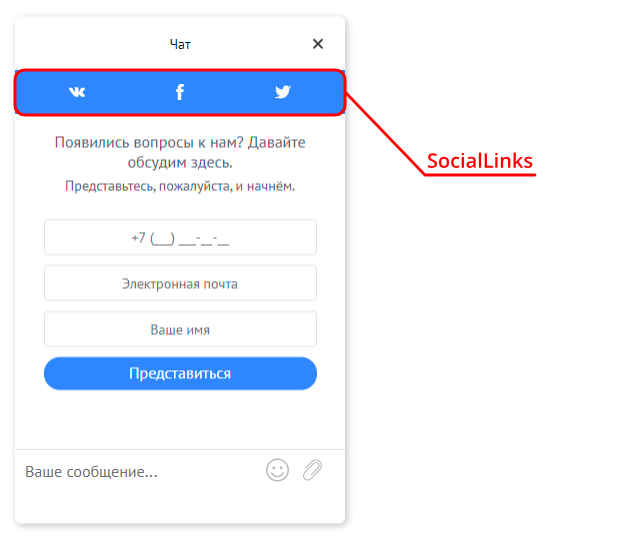 Чат
SocialLinks
Появились вопросы к нам? Давайте
обсудим здесь.
Представьтесь, пожалуйста, и начнём.
+7 (___) ___-__-__
Электронная почта
Ваше имя
Представиться
Ваше сообщение...